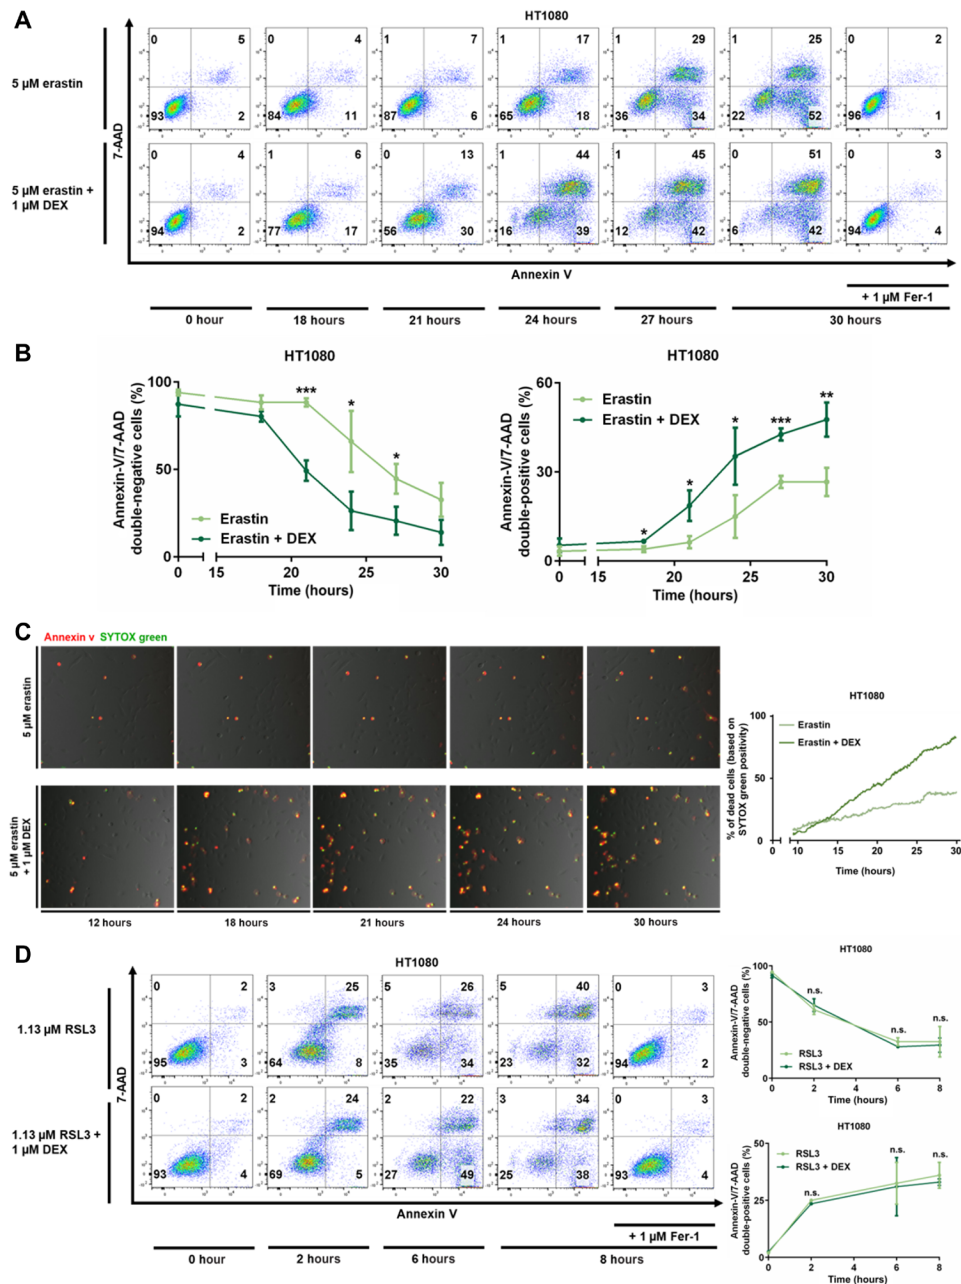 A
HT1080
0 5 0 4 1 7 1 17 1 29 1 25 0 2
5 µM erastin
93 2 84 11 87 6 65 18 36 34 22 52 96 1
7-AAD
0 4 1 6 0 13 1 44 1 45 0 51 0 3
5 µM erastin +
1 µM DEX
94 2 77 17 56 30 16 39 12 42 6 42 94 4
Annexin V
+ 1 µM Fer-1
0 hour 18 hours 21 hours 24 hours 27 hours 30 hours
B
HT1080
Annexin-V/7-AAD
double-negative cells (%)
100
50
0
*** * *
Erastin
Erastin + DEX
0 15 20 25 30
Time (hours)
HT1080
Annexin-V/7-AAD
double-positive cells (%)
60
30
0
Erastin
Erastin + DEX
* * * *** **
0 15 20 25 30
Time (hours)
C
Annexin v SYTOX green
5 µM erastin
5 µM erastin
+ 1 µM DEX
12 hours 18 hours 21 hours 24 hours 30 hours
HT1080
% of dead cells (based on
SYTOX green positivity)
100
50
0
Erastin
Erastin + DEX
0 10 15 20 25 30
Time (hours)
D
HT1080
0 2 3 25 5 26 5 40 0 3
1.13 µM RSL3
95 3 64 8 35 34 23 32 94 2
7-AAD
0 2 2 24 2 22 3 34 0 3
1.13 µM RSL3 +
1 µM DEX
93 4 69 5 27 49 25 38 93 4
Annexin V
+ 1 µM Fer-1
0 hour 2 hours 6 hours 8 hours
HT1080
Annexin-V/7-AAD
double-negative cells (%)
100
50
0
n.s. n.s. n.s.
RSL3
RSL3 + DEX
0 2 4 6 8
Time (hours)
HT1080
Annexin-V/7-AAD
double-positive cells (%)
50
25
0
RSL3
RSL3 + DEX
n.s. n.s. n.s.
0 2 4 6 8
Time (hours)